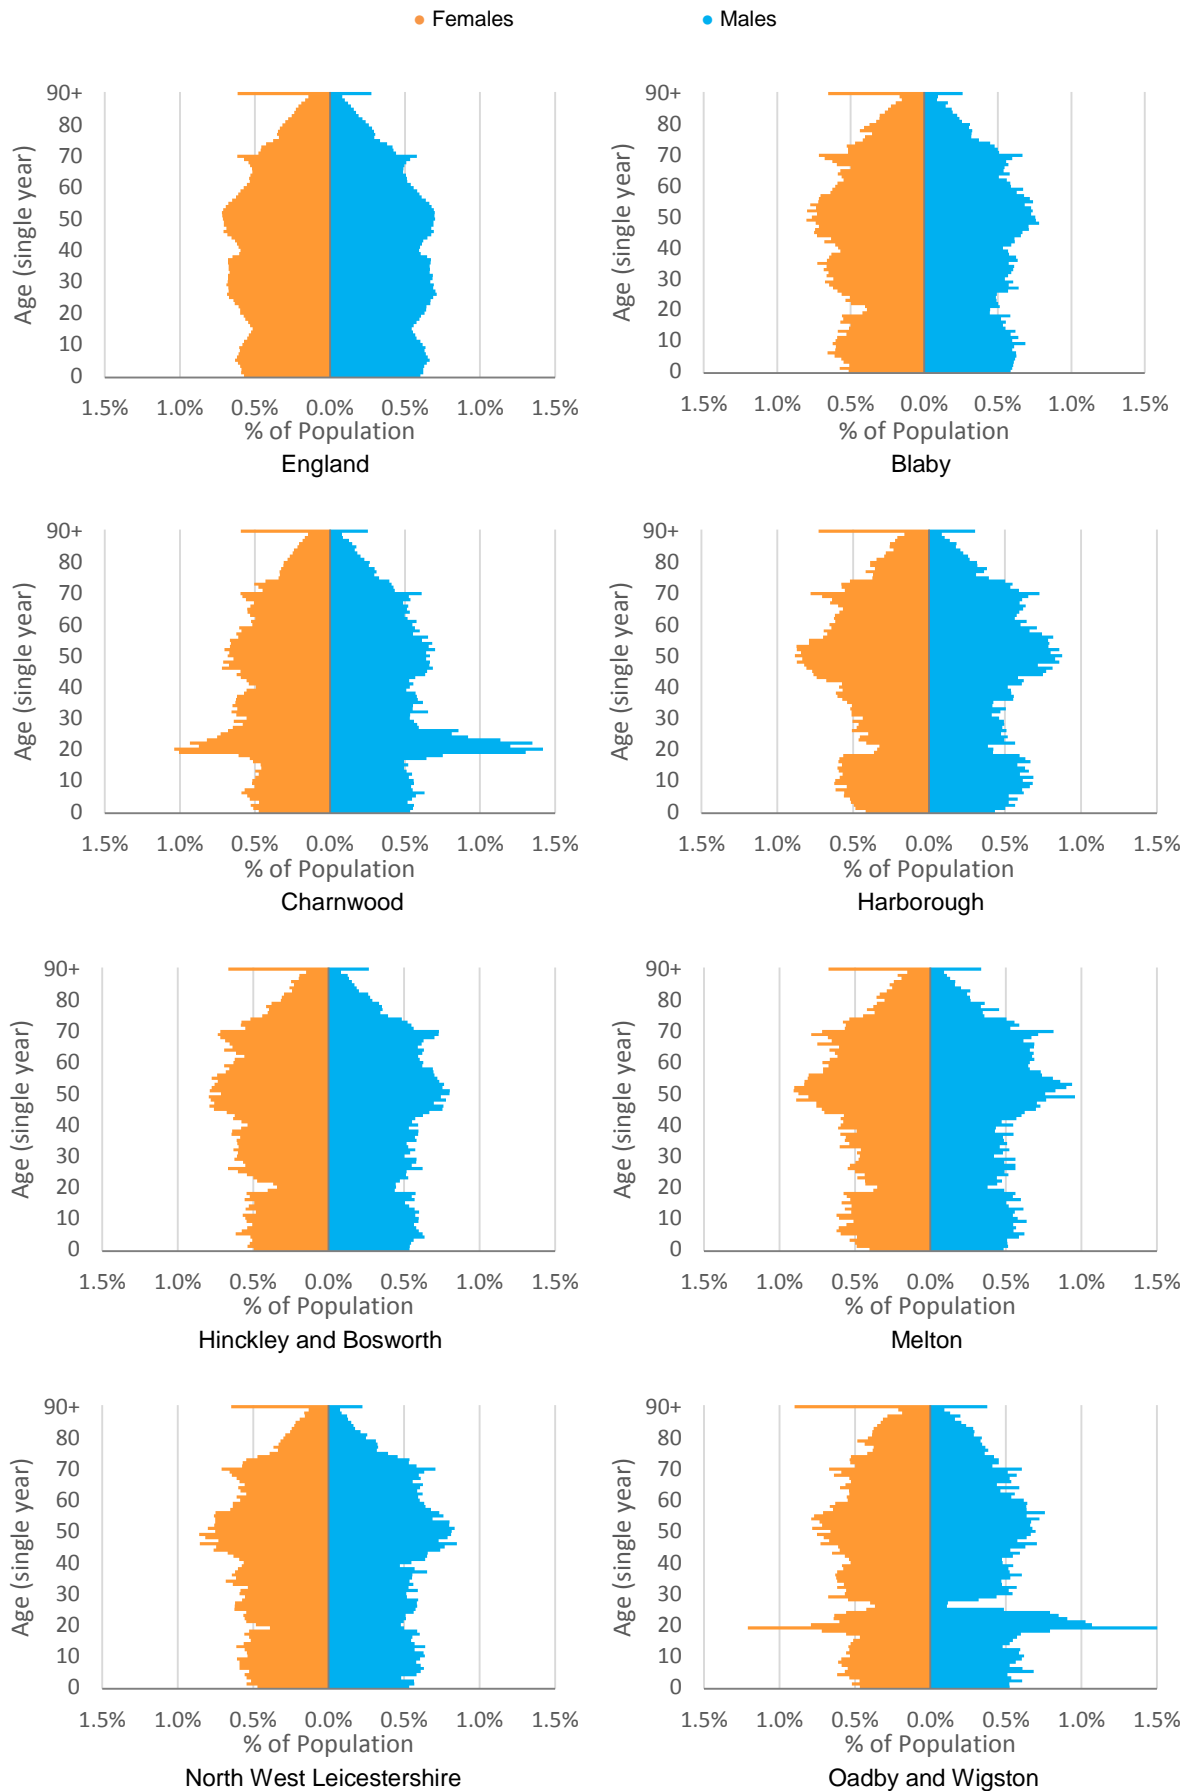 Females Males
90+
80
70
60
50
40
30
20
10
0
Age (single year)
1.5% 1.0% 0.5% 0.0% 0.5% 1.0% 1.5%
% of Population
England
90+
80
70
60
50
40
30
20
10
0
Age (single year)
1.5% 1.0% 0.5% 0.0% 0.5% 1.0% 1.5%
% of Population
Blaby
90+
80
70
60
50
40
30
20
10
0
Age (single year)
1.5% 1.0% 0.5% 0.0% 0.5% 1.0% 1.5%
% of Population
Charnwood
90+
80
70
60
50
40
30
20
10
0
Age (single year)
1.5% 1.0% 0.5% 0.0% 0.5% 1.0% 1.5%
% of Population
Harborough
90+
80
70
60
50
40
30
20
10
0
Age (single year)
1.5% 1.0% 0.5% 0.0% 0.5% 1.0% 1.5%
% of Population
Hinckley and Bosworth
90+
80
70
60
50
40
30
20
10
0
Age (single year)
1.5% 1.0% 0.5% 0.0% 0.5% 1.0% 1.5%
% of Population
Melton
90+
80
70
60
50
40
30
20
10
0
Age (single year)
1.5% 1.0% 0.5% 0.0% 0.5% 1.0% 1.5%
% of Population
North West Leicestershire
90+
80
70
60
50
40
30
20
10
0
Age (single year)
1.5% 1.0% 0.5% 0.0% 0.5% 1.0% 1.5%
% of Population
Oadby and Wigston